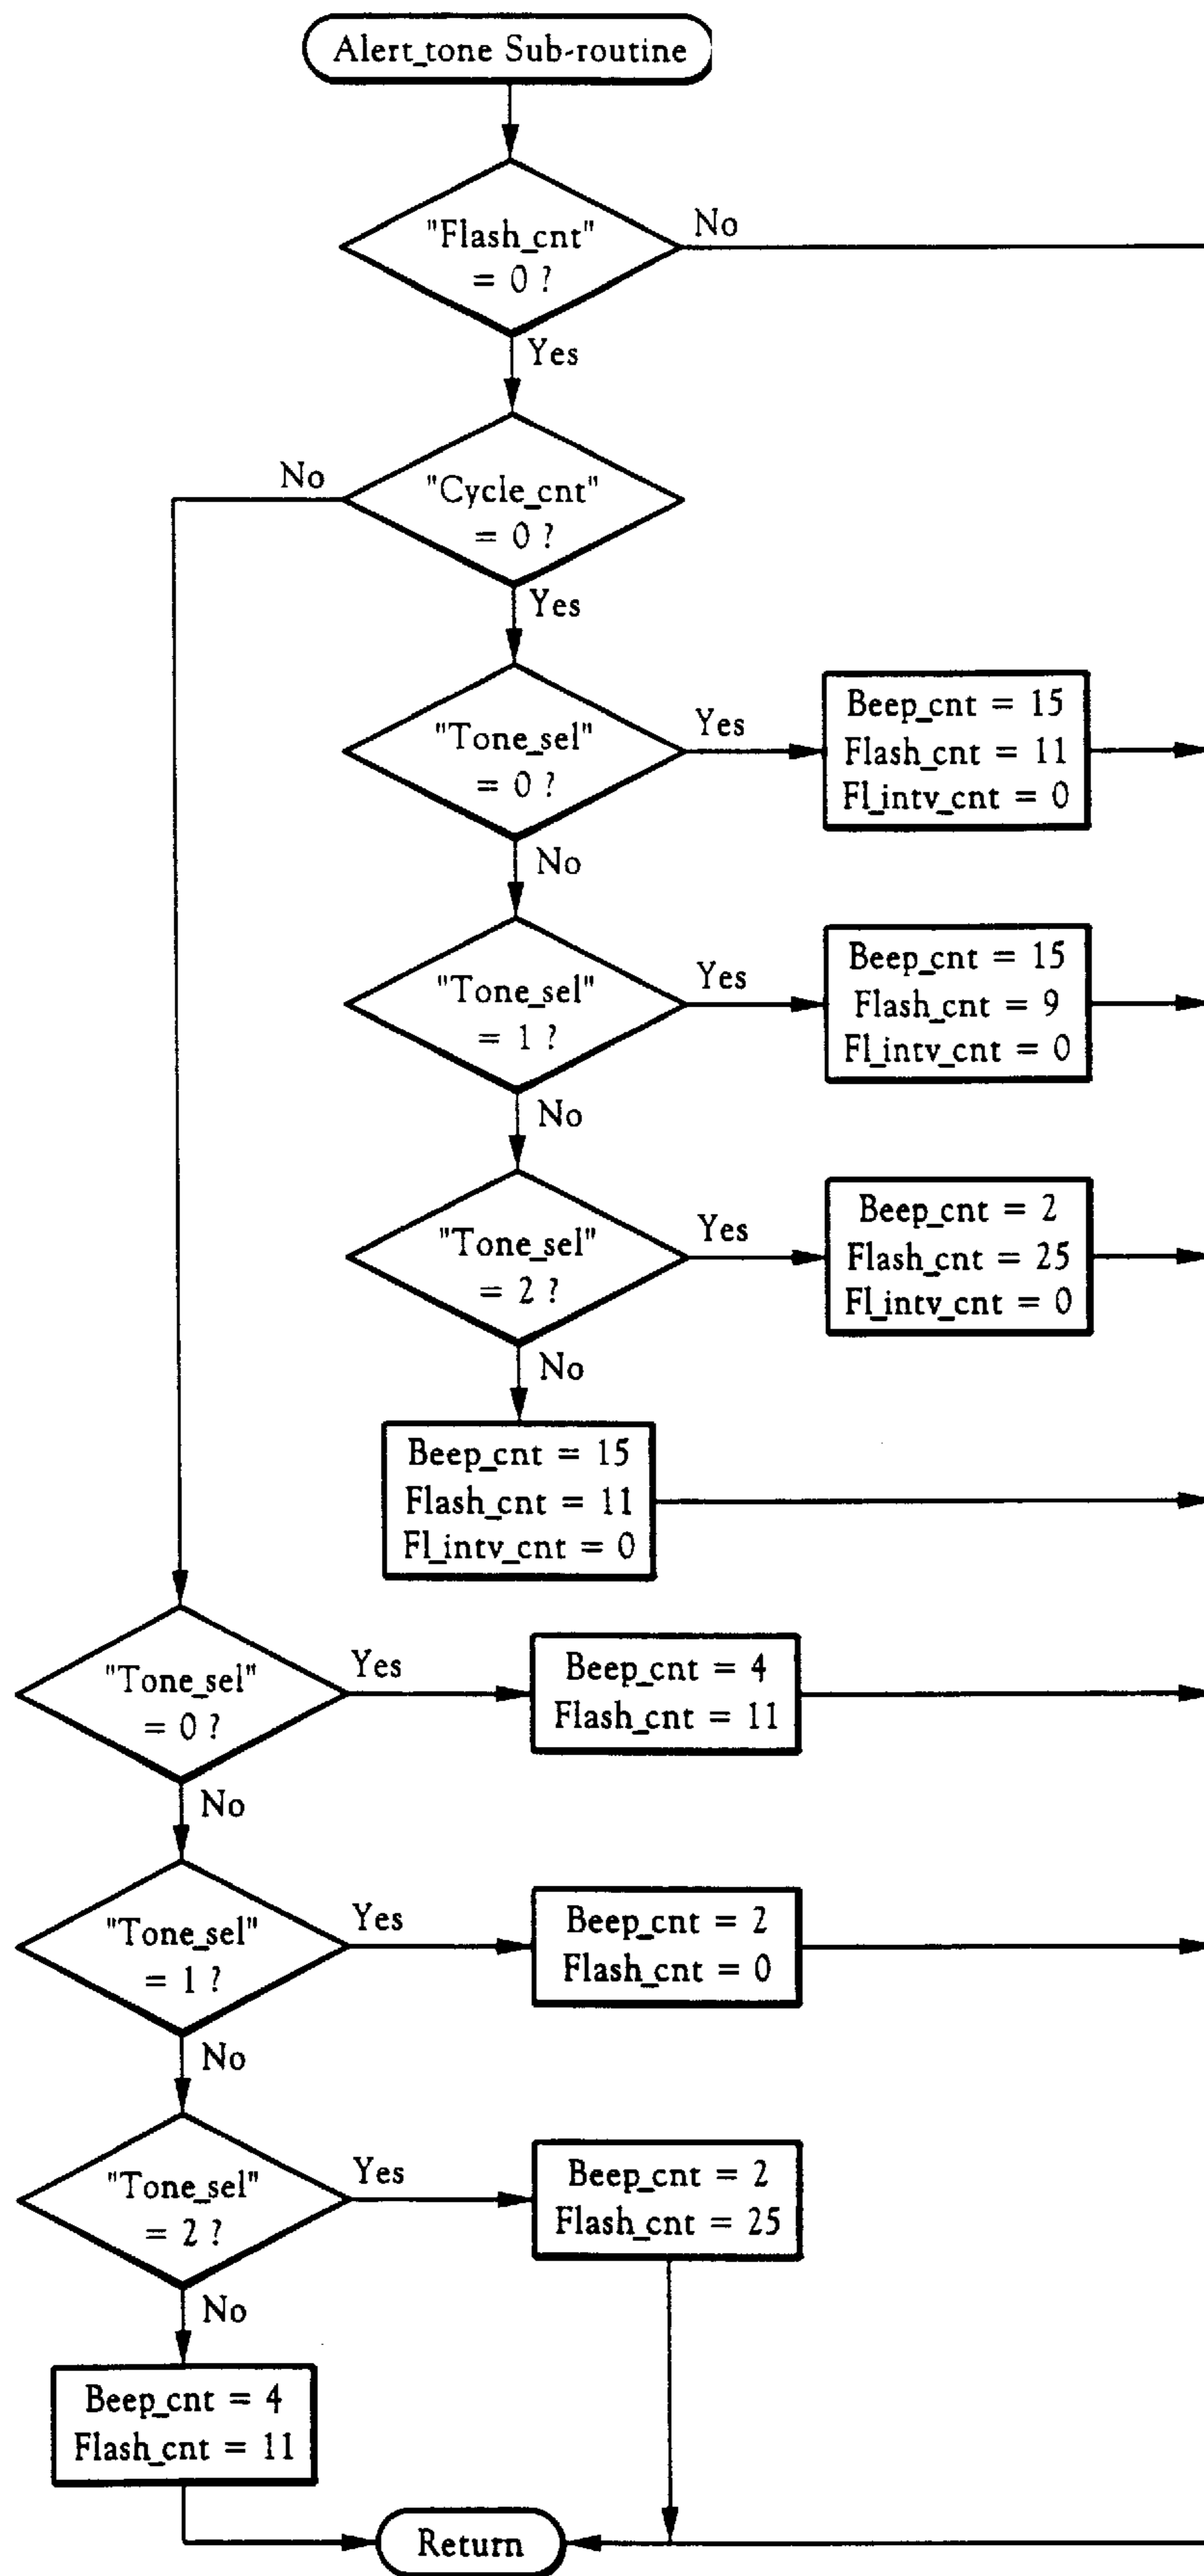 Alert_tone Sub-routine
"Flash_cnt"
= 0 ?
No
Yes
"Cycle_cnt"
= 0 ?
No
Yes
"Tone_sel"
= 0 ?
Yes
Beep_cnt = 15
Flash_cnt = 11
Fl_intv_cnt = 0
No
"Tone_sel"
= 1 ?
Yes
Beep_cnt = 15
Flash_cnt = 9
Fl_intv_cnt = 0
No
"Tone_sel"
= 2 ?
Yes
Beep_cnt = 2
Flash_cnt = 25
Fl_intv_cnt = 0
No
Beep_cnt = 15
Flash_cnt = 11
Fl_intv_cnt = 0
"Tone_sel"
= 0 ?
Yes
Beep_cnt = 4
Flash_cnt = 11
No
"Tone_sel"
= 1 ?
Yes
Beep_cnt = 2
Flash_cnt = 0
No
"Tone_sel"
= 2 ?
Yes
Beep_cnt = 2
Flash_cnt = 25
No
Beep_cnt = 4
Flash_cnt = 11
Return